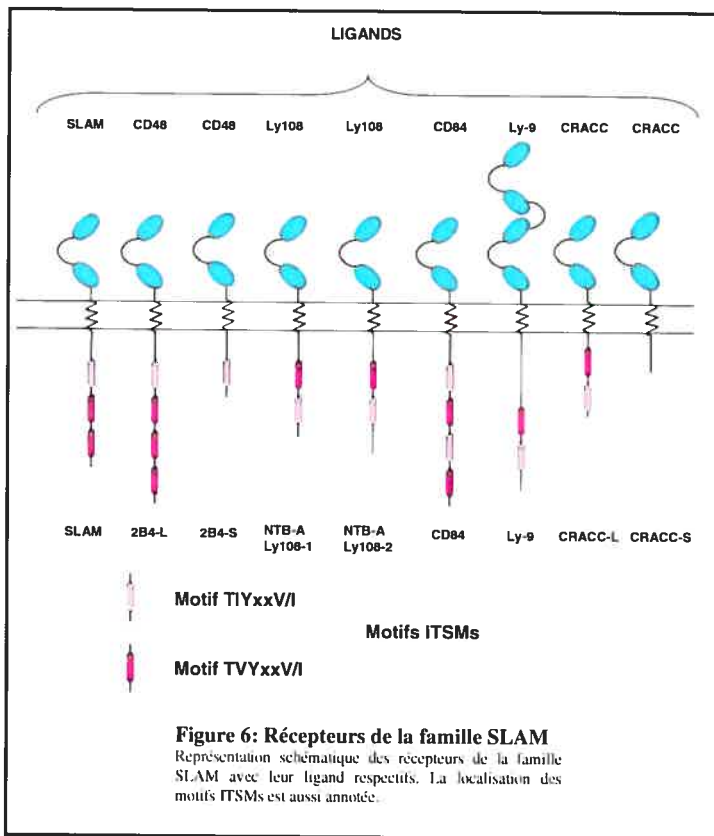 LIGANDS
SLAM CD48 CD48 Ly108 Ly108 CD84 Ly-9 CRACC CRACC
SLAM 2B4-L 2B4-S NTB-A NTB-A CD84 Ly-9 CRACC-L CRACC-S
Ly108-1 Ly108-2
Motif TIYxxV/I
Motifs ITSMs
Motif TVYxxV/I
Figure 6: Récepteurs de la famille SLAM
Représentation schématique des récepteurs de la famille
SLAM avec leur ligand respectifs. La localisation des
motifs ITSMs est aussi annotée.